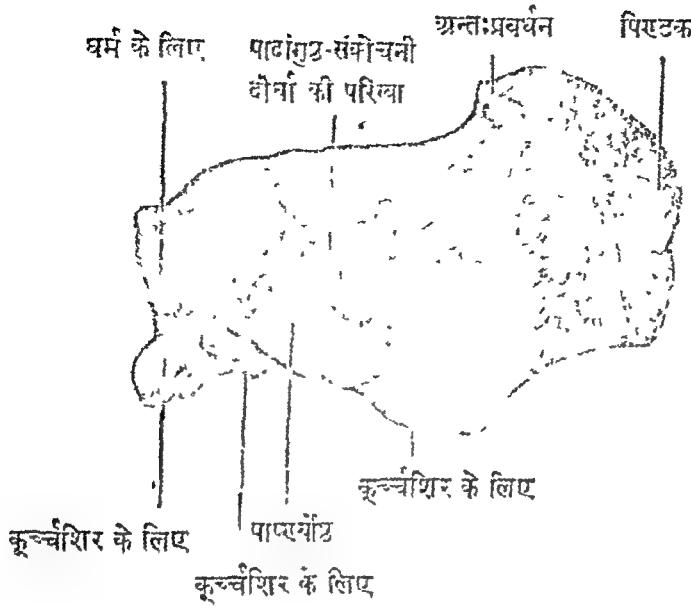 घर्म के लिए
पादांगुष्ठ-संकोचनी
दीर्घा की परिखा
अन्तःप्रवर्धन
पिण्डक
कूर्च्चशिर के लिए
कूर्च्चशिर के लिए
कूर्च्चशिर के लिए